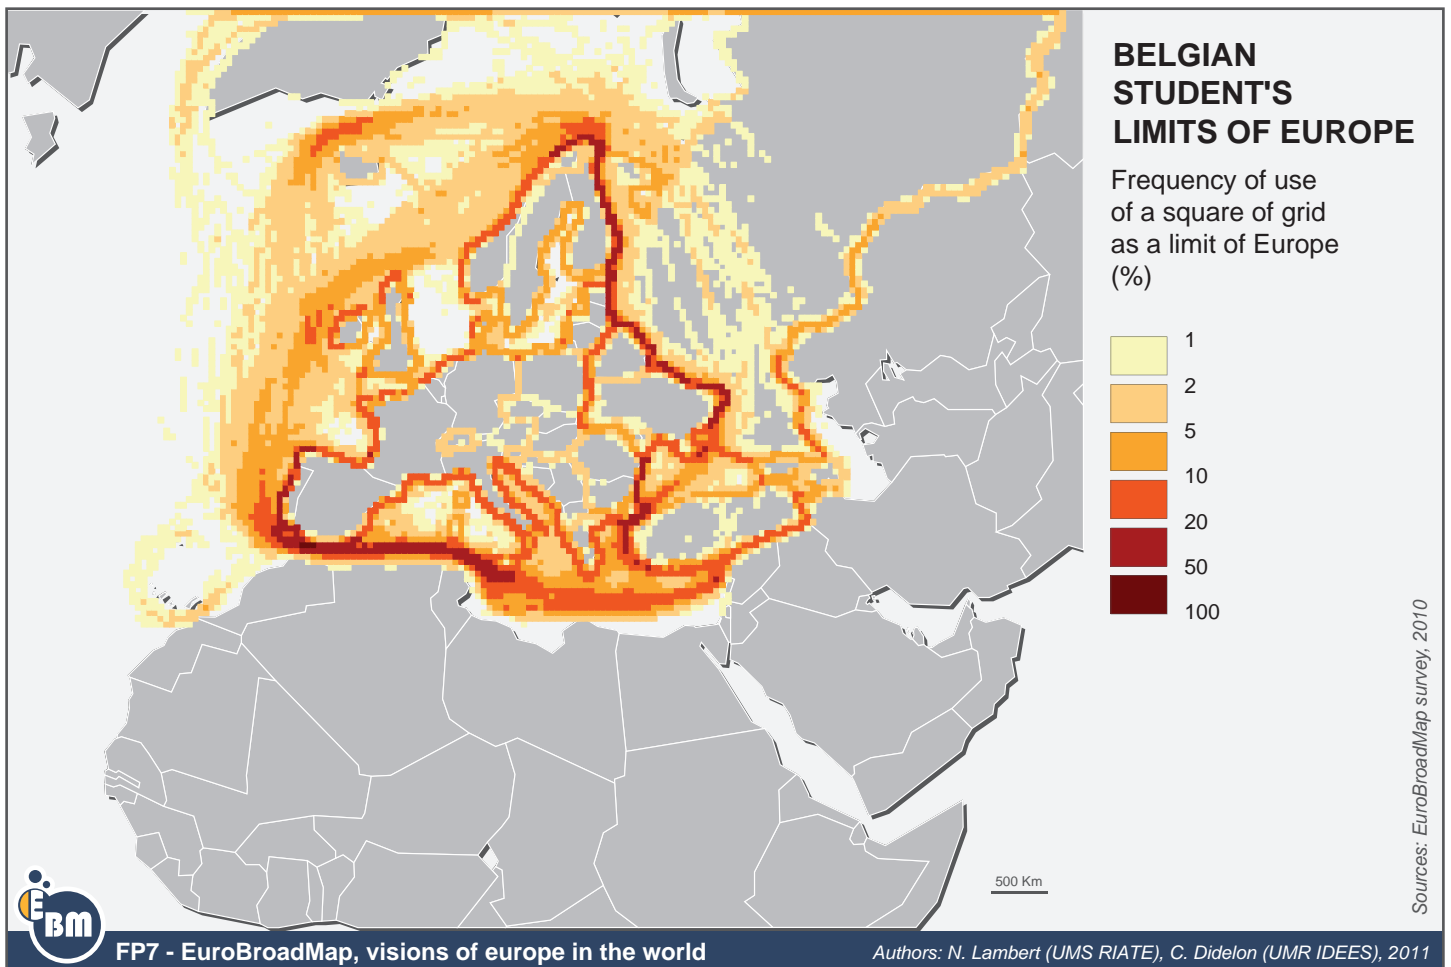 BELGIAN
STUDENT'S
LIMITS OF EUROPE
Frequency of use
of a square of grid
as a limit of Europe
(%)
1
2
5
10
20
50
100
Sources: EuroBroadMap survey, 2010
500 Km
EBM
FP7 - EuroBroadMap, visions of europe in the world
Authors: N. Lambert (UMS RIATE), C. Didelon (UMR IDEES), 2011